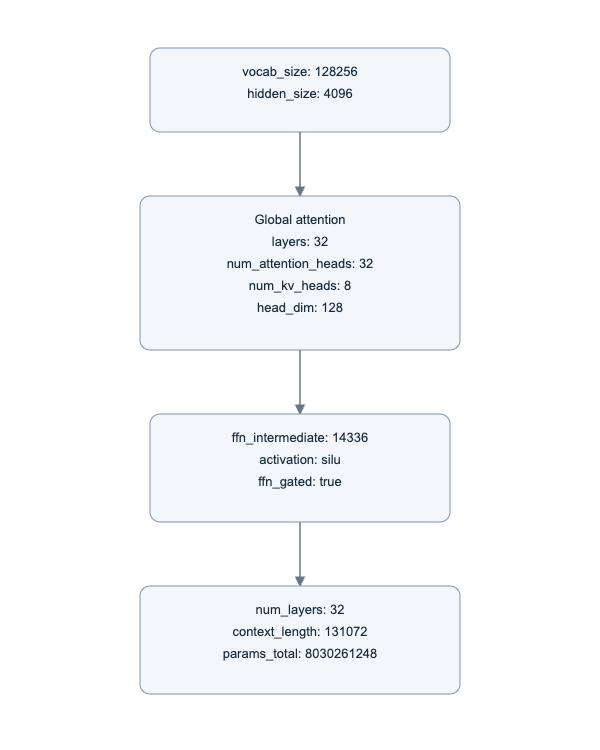 vocab_size: 128256
hidden_size: 4096
Global attention
layers: 32
num_attention_heads: 32
num_kv_heads: 8
head_dim: 128
ffn_intermediate: 14336
activation: silu
ffn_gated: true
num_layers: 32
context_length: 131072
params_total: 8030261248